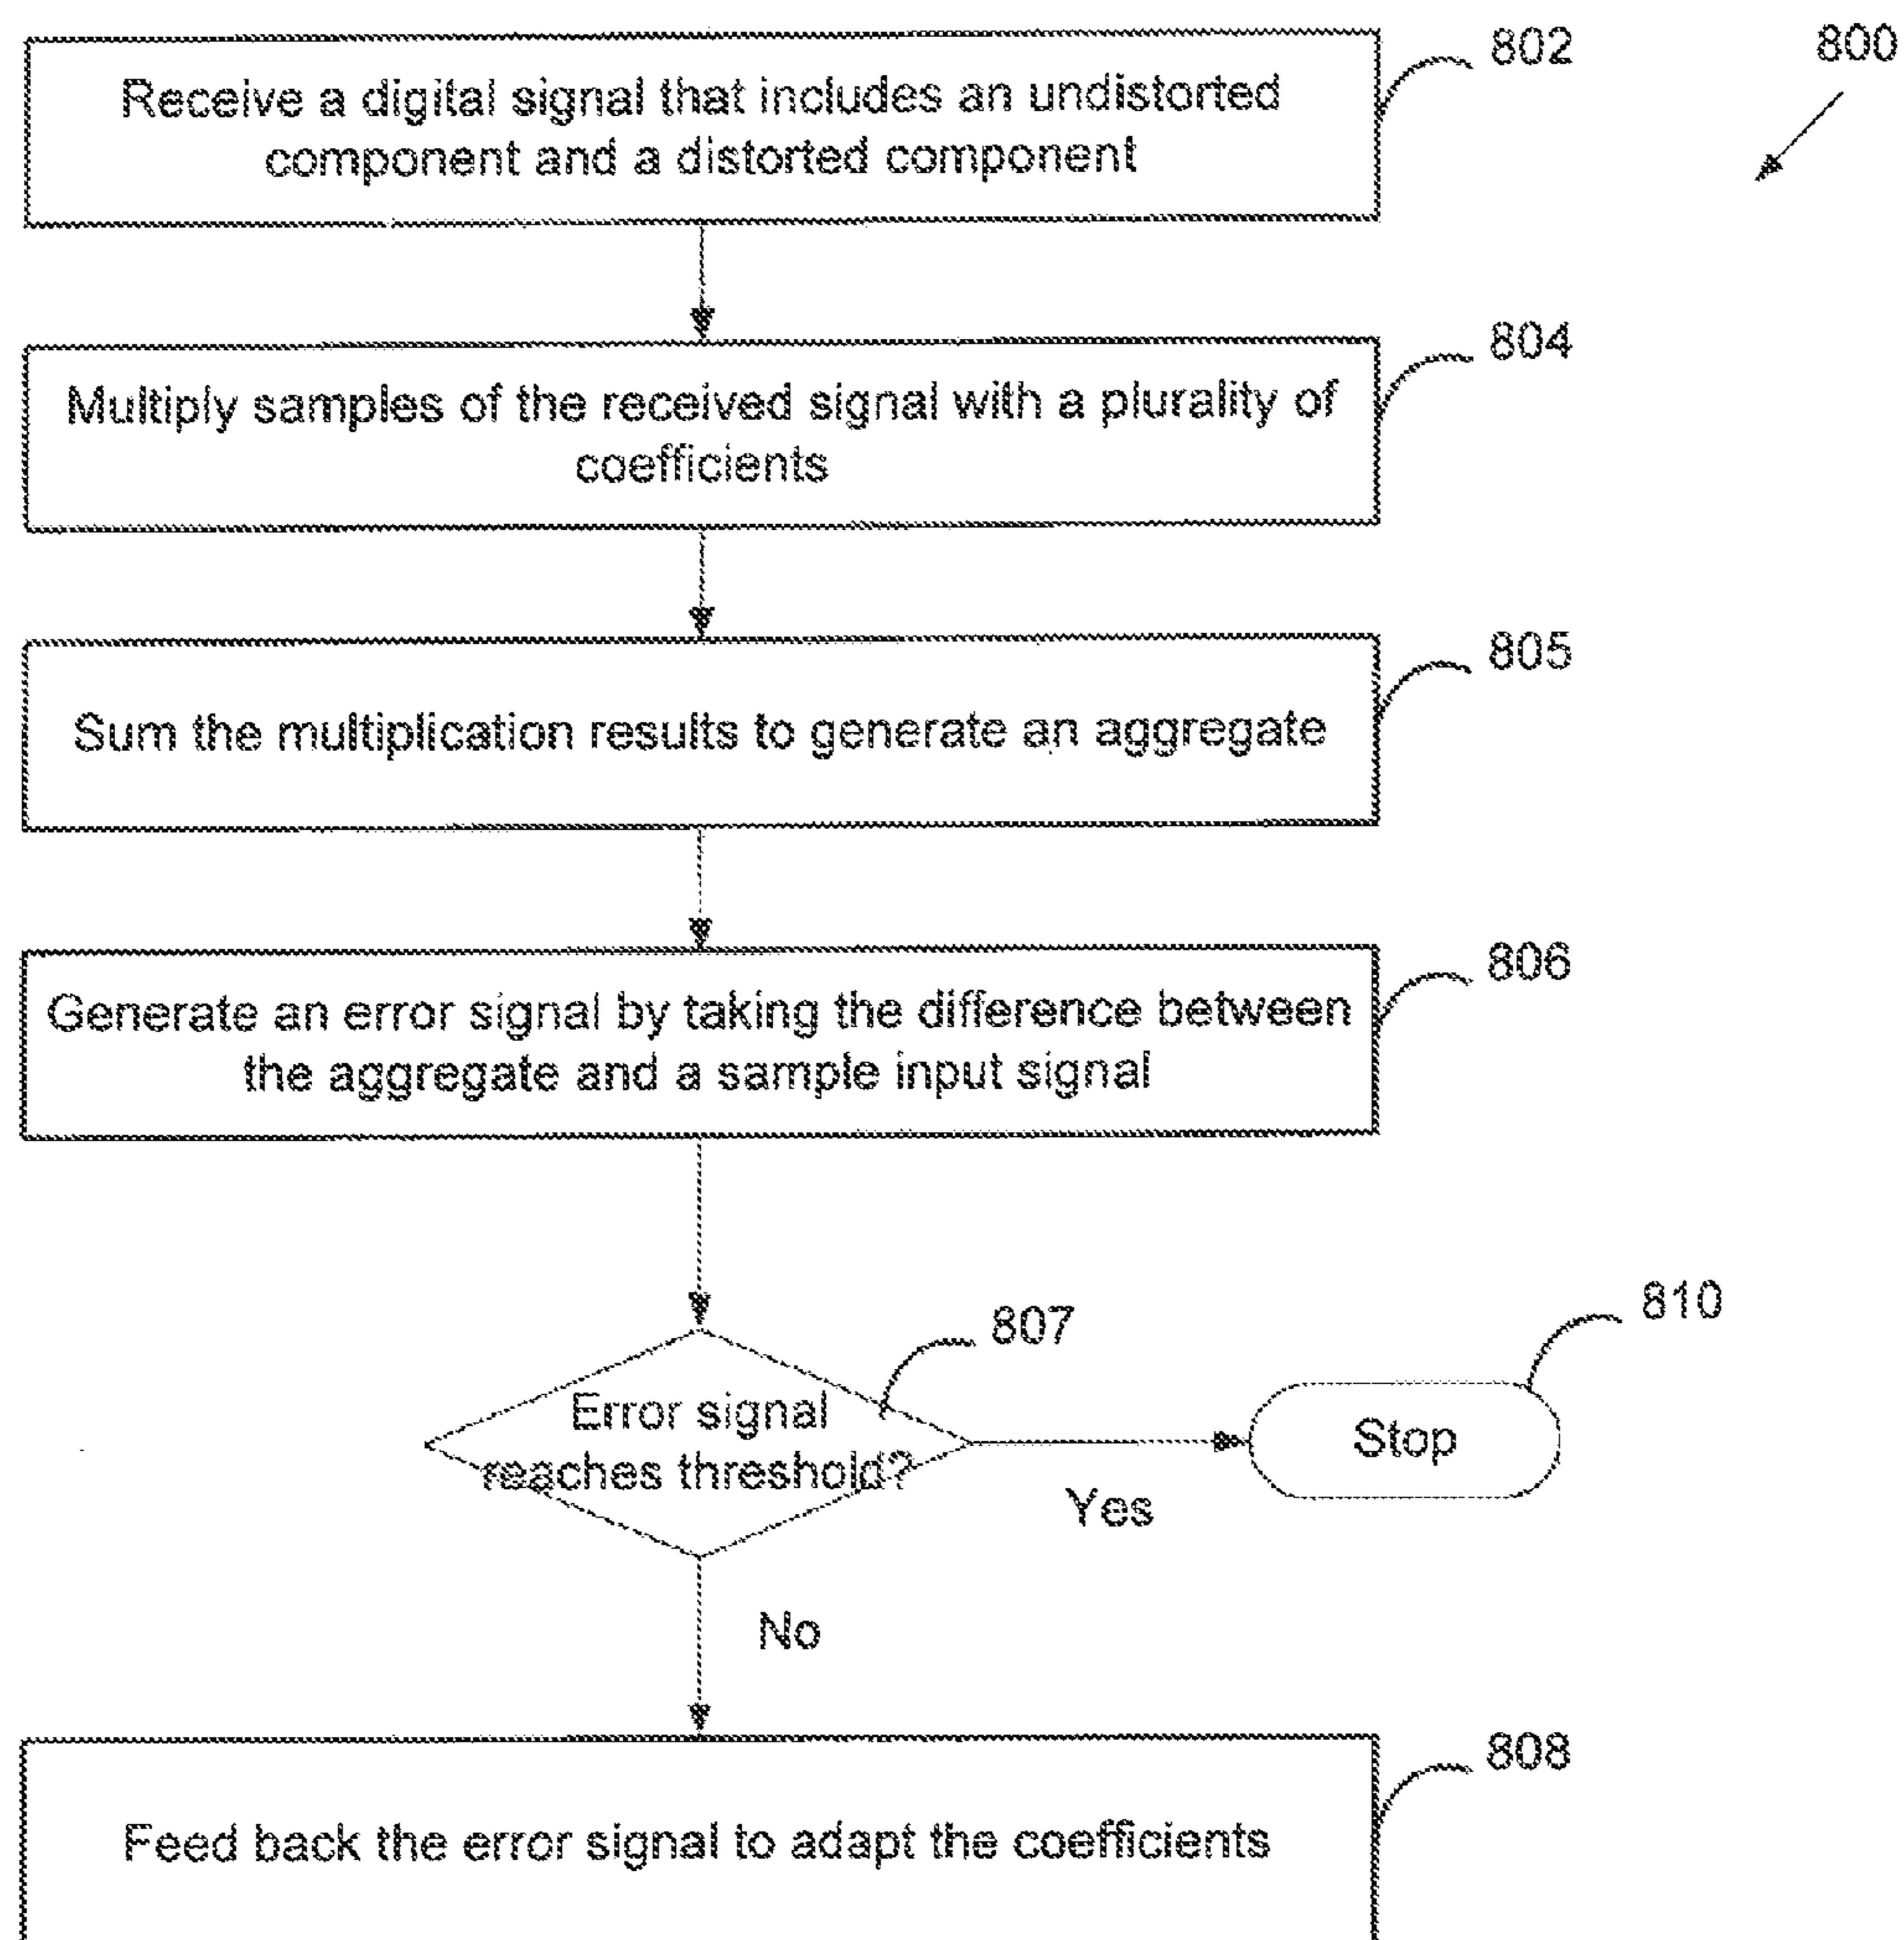 802
800
Receive a digital signal that includes an undistorted
component and a distorted component
804
Multiply samples of the received signal with a plurality of
coefficients
805
Sum the multiplication results to generate an aggregate
806
Generate an error signal by taking the difference between
the aggregate and a sample input signal
807
810
Error signal
reaches threshold?
Stop
Yes
No
808
Feed back the error signal to adapt the coefficients